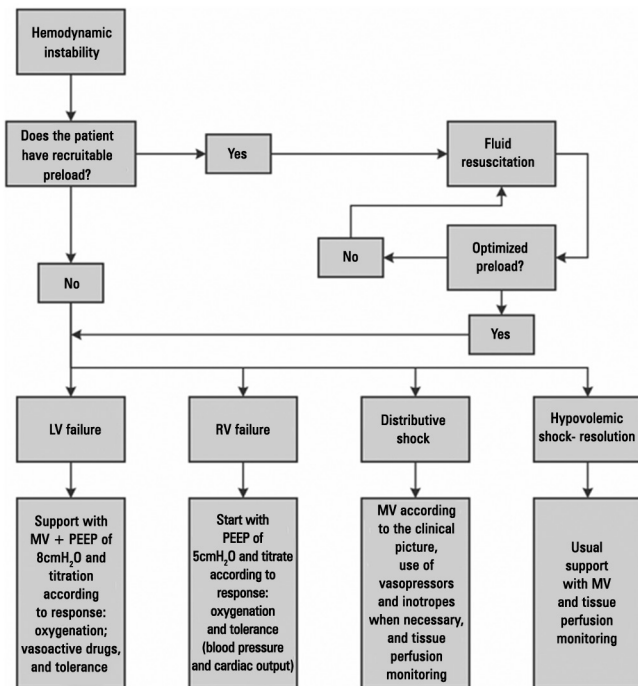 Hemodynamic
instability
Does the patient
have recruitable
preload?
Yes
Fluid
resuscitation
No
Optimized
preload?
No
Yes
LV failure
RV failure
Distributive
shock
Hypovolemic
shock- resolution
Support with
MV + PEEP of
8cmH₂O and
titration
according
to response:
oxygenation;
vasoactive drugs,
and tolerance
Start with
PEEP of
5cmH₂O and titrate
according to
response:
oxygenation
and tolerance
(blood pressure
and cardiac output)
MV according
to the clinical
picture,
use of
vasopressors
and inotropes
when necessary,
and tissue
perfusion
monitoring
Usual
support
with MV
and tissue
perfusion
monitoring